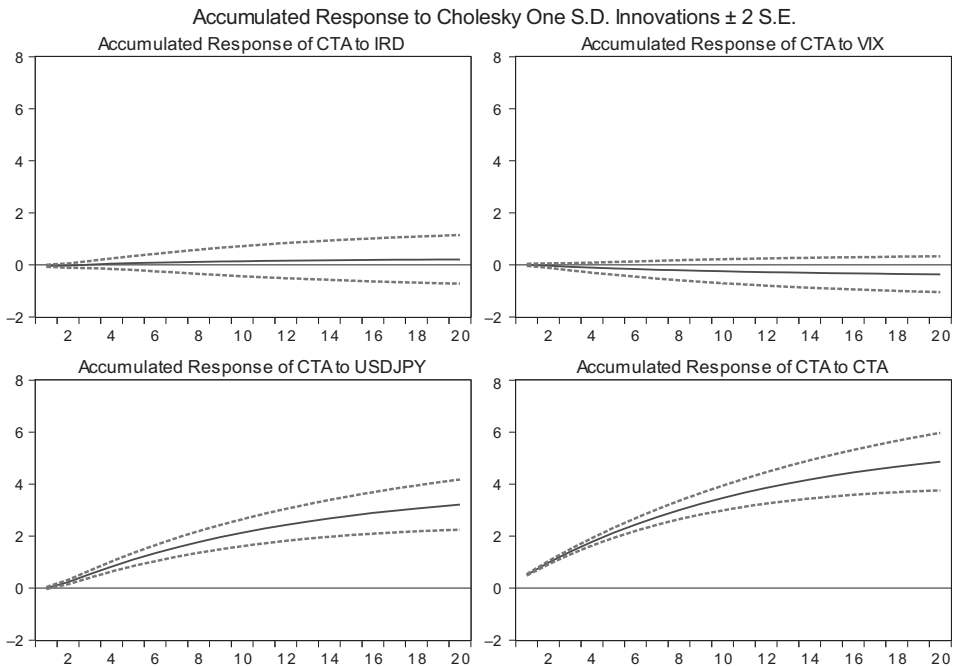 Accumulated Response to Cholesky One S.D. Innovations ± 2 S.E.
Accumulated Response of CTA to IRD
8
6
4
2
0
–2
2 4 6 8 10 12 14 16 18 20
Accumulated Response of CTA to VIX
8
6
4
2
0
–2
2 4 6 8 10 12 14 16 18 20
Accumulated Response of CTA to USDJPY
8
6
4
2
0
–2
2 4 6 8 10 12 14 16 18 20
Accumulated Response of CTA to CTA
8
6
4
2
0
–2
2 4 6 8 10 12 14 16 18 20